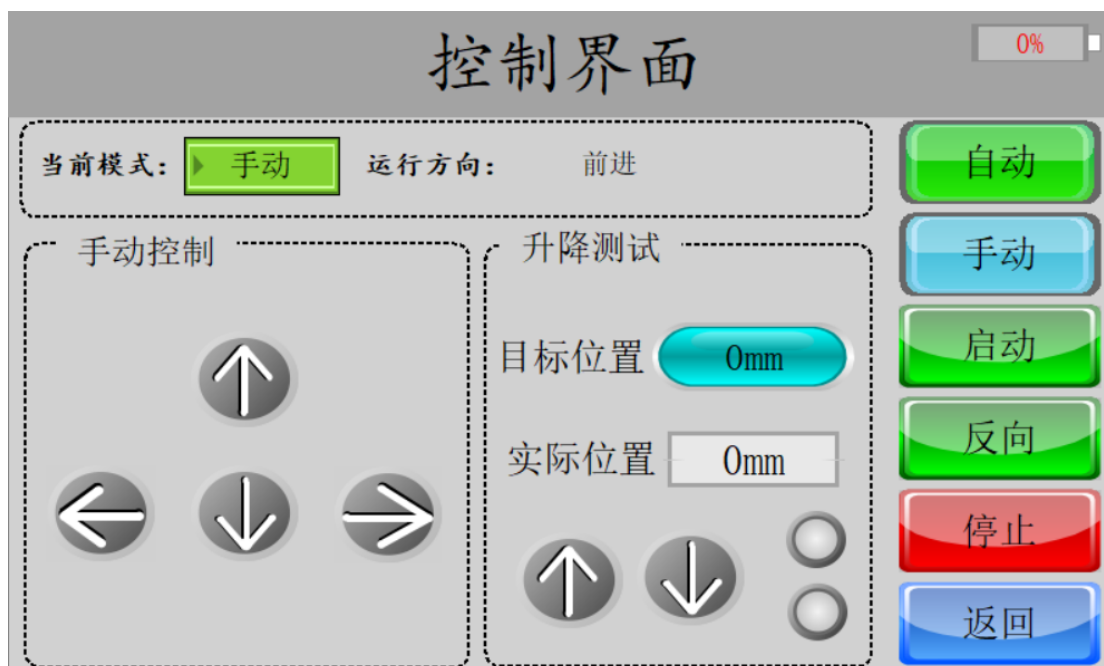 控制界面
0%
当前模式: 手动 运行方向: 前进
手动控制
升降测试
目标位置 0mm
实际位置 0mm
自动
手动
启动
反向
停止
返回